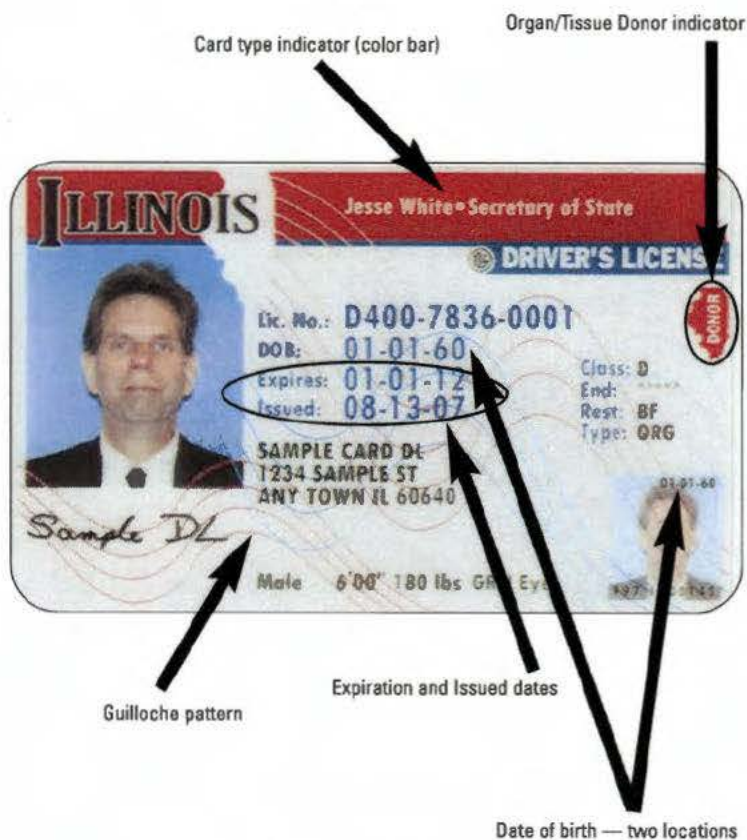 Organ/Tissue Donor indicator
Card type indicator (color bar)
ILLINOIS
Jesse White•Secretary of State
DRIVER'S LICENSE
DONOR
Lic. No.: D400-7836-0001
DOB: 01-01-60
Expires: 01-01-12
Issued: 08-13-07
Class: D
End: *****
Rest: BF
Type: ORG
SAMPLE CARD DL
1234 SAMPLE ST
ANY TOWN IL 60640
01-01-60
Sample DL
Male 6'00" 180 lbs Eyes
Expiration and Issued dates
Guilloche pattern
Date of birth — two locations